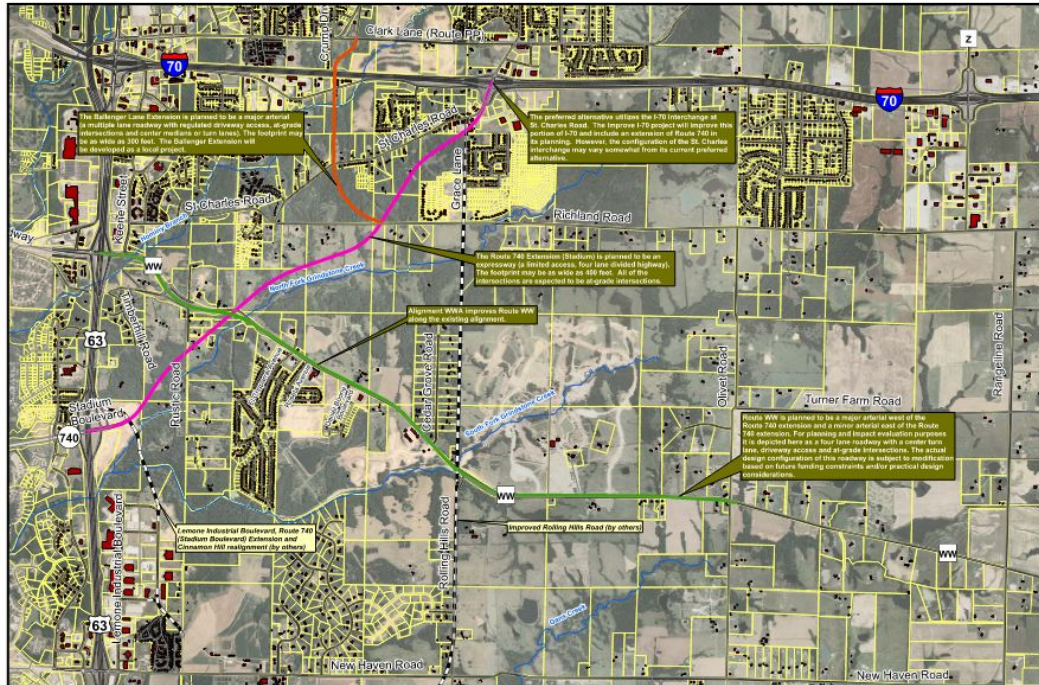 Clark Lane (Route PP)
Crump Dr
Z
70
70
The Ballenger Lane Extension is planned to be a major arterial
(a multiple lane roadway with regulated driveway access, at-grade
intersections and center medians or turn lanes). The footprint may
be as wide as 300 feet. The Ballenger Extension will
be developed as a local project.
The preferred alternative utilizes the I-70 Interchange at
St. Charles Road. The Improve I-70 project will improve this
portion of I-70 and include an extension of Route 740 in
its planning. However, the configuration of the St. Charles
interchange may vary somewhat from its current preferred
alternative.
St Charles Road
Grace Lane
Keene Street
St Charles Road
Richland Road
Hominy Branch
dway
WW
The Route 740 Extension (Stadium) is planned to be an
expressway (a limited access, four lane divided highway).
The footprint may be as wide as 450 feet. All of the
intersections are expected to be at-grade intersections.
North Fork Grindstone Creek
Timberhill Road
63
Alignment WWA improves Route WW
along the existing alignment.
Rustic Road
Cedar Grove Road
Olivet Road
Rangeline Road
Turner Farm Road
Stadium
Boulevard
740
South Fork Grindstone Creek
Route WW is planned to be a major arterial west of the
Route 740 extension and a minor arterial east of the Route
740 extension. For planning and impact evaluation purposes
it is depicted here as a four lane roadway with a center turn
lane, driveway access and at-grade intersections. The actual
design configuration of this roadway is subject to modification
based on future funding constraints and/or practical design
considerations.
WW
Lemone Industrial Boulevard, Route 740
(Stadium Boulevard) Extension and
Cinnamon Hill realignment (by others)
Improved Rolling Hills Road (by others)
Lemone Industrial Boulevard
Rolling Hills Road
WW
63
Gans Creek
New Haven Road
New Haven Road